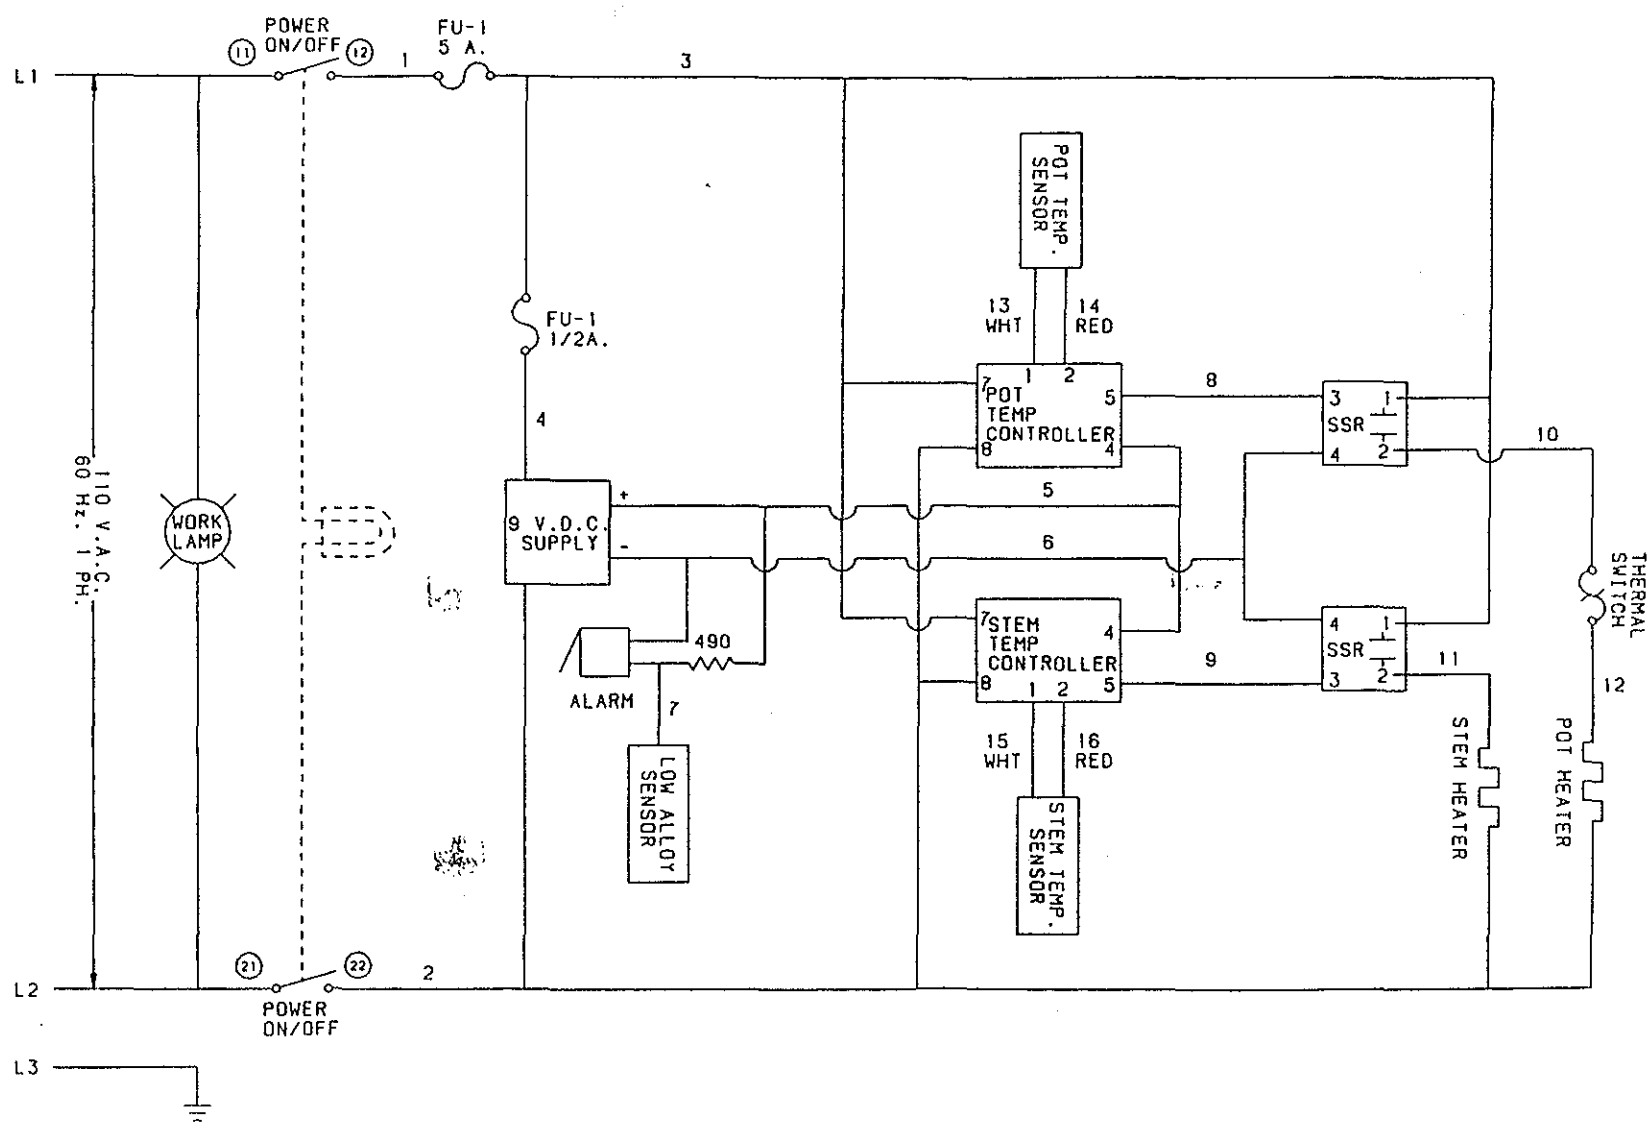 POWER
ON/OFF
11
12
FU-1
5 A.
L1
1
3
POT TEMP.
SENSOR
13
WHT
14
RED
FU-1
1/2A.
4
7
1
2
POT
TEMP
CONTROLLER
5
8
4
8
3
1
SSR
4
2
10
110 V.A.C.
60 Hz. 1 PH.
WORK
LAMP
9 V.D.C.
SUPPLY
+
-
5
6
THERMAL
SWITCH
7
STEM
TEMP
CONTROLLER
4
8
1
2
5
9
4
1
SSR
3
2
11
12
490
ALARM
7
LOW ALLOY
SENSOR
15
WHT
16
RED
STEM TEMP.
SENSOR
STEM HEATER
POT HEATER
21
22
L2
2
POWER
ON/OFF
L3